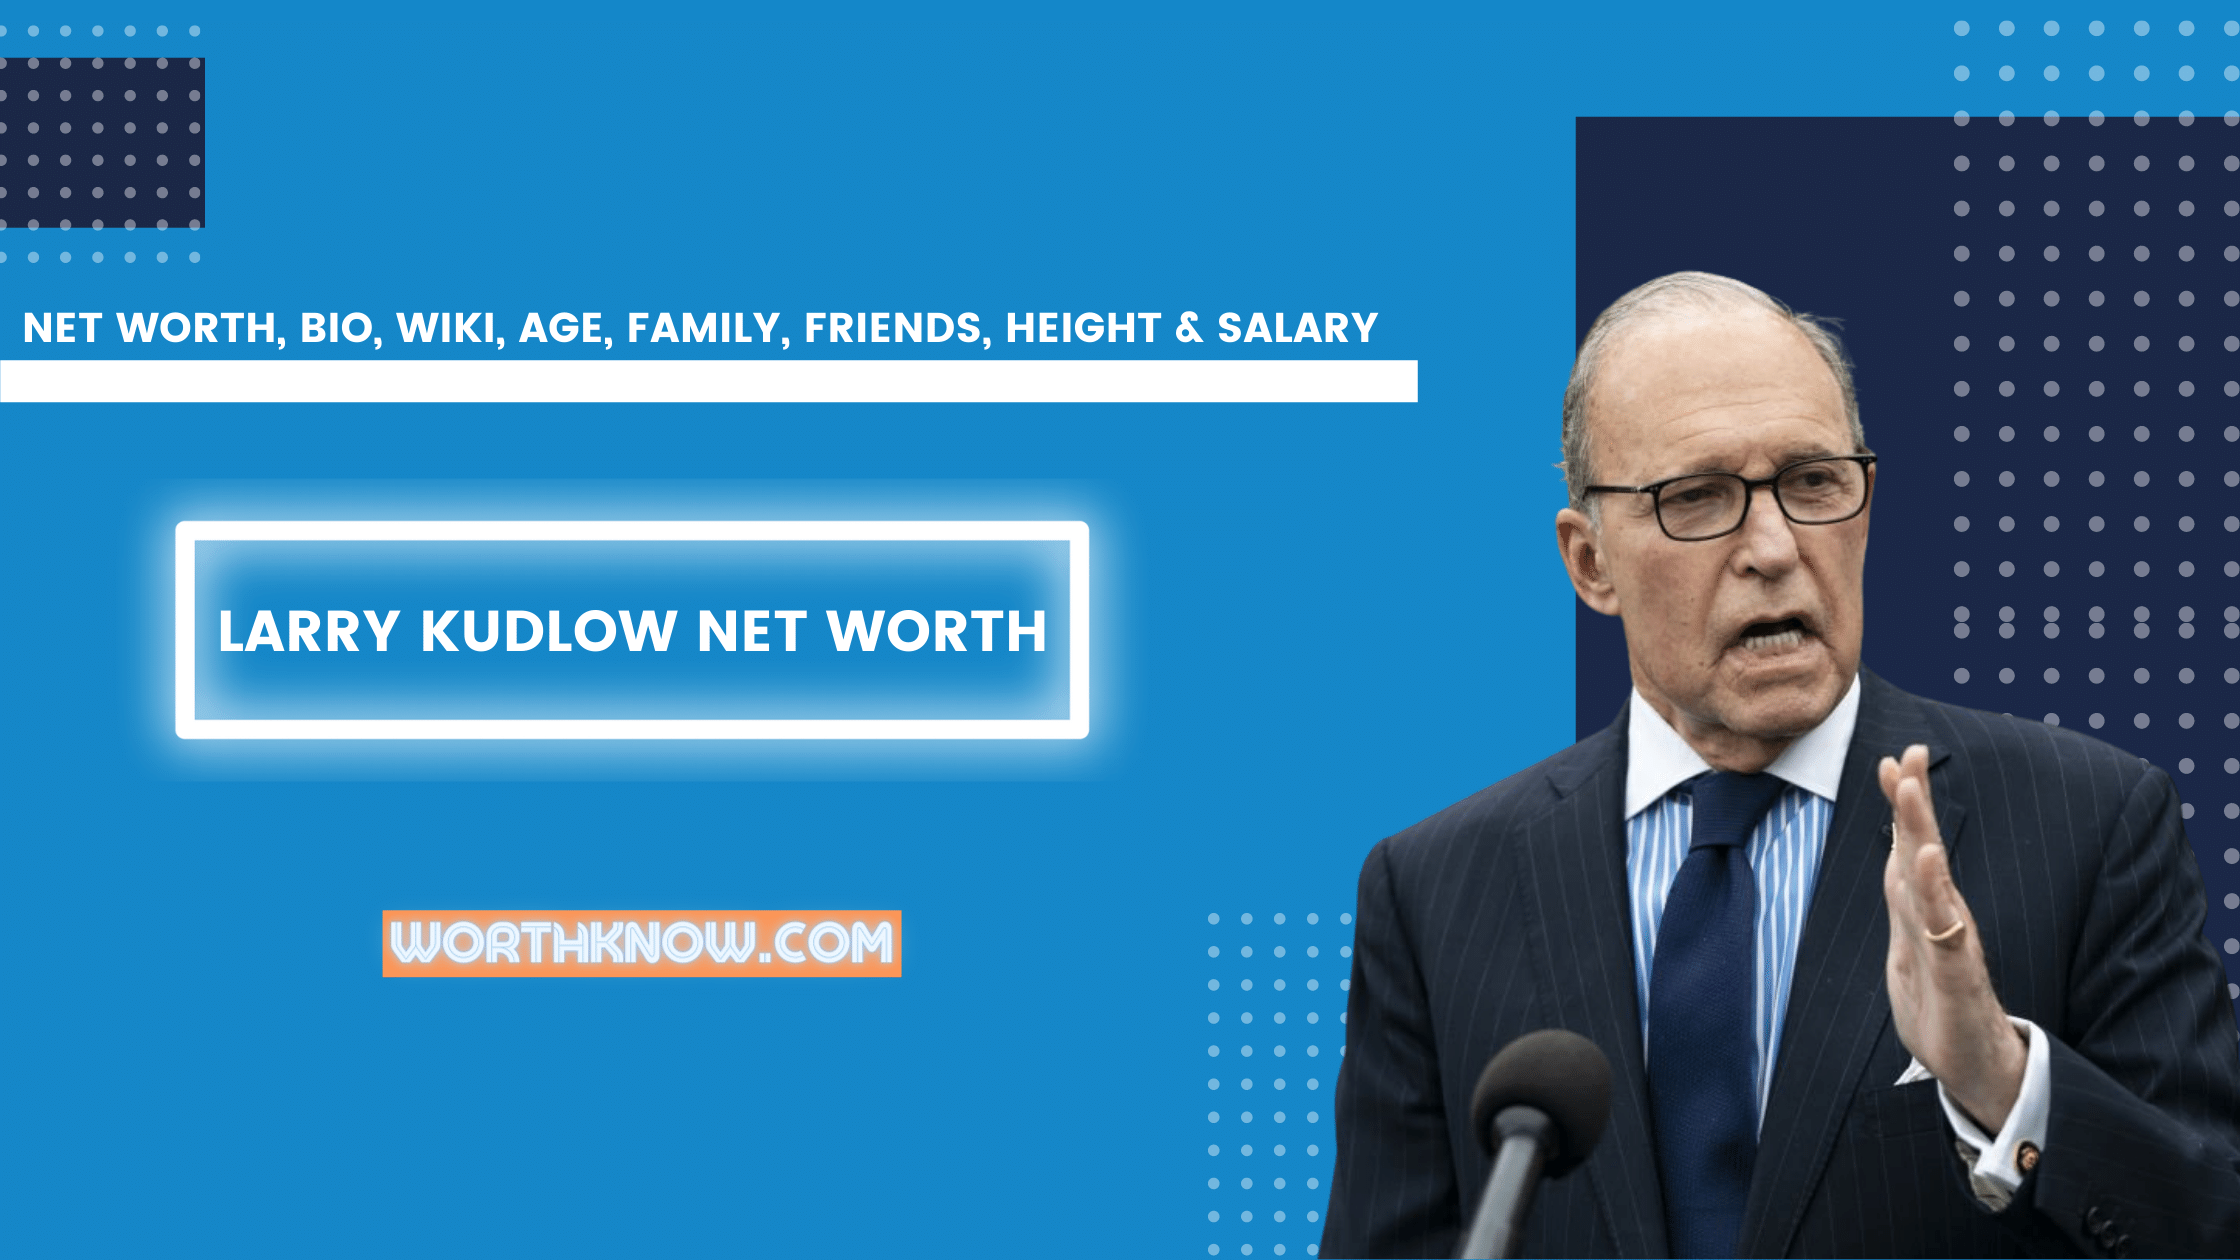 NET WORTH, BIO, WIKI, AGE, FAMILY, FRIENDS, HEIGHT & SALARY
LARRY KUDLOW NET WORTH
WORTHKNOW.COM